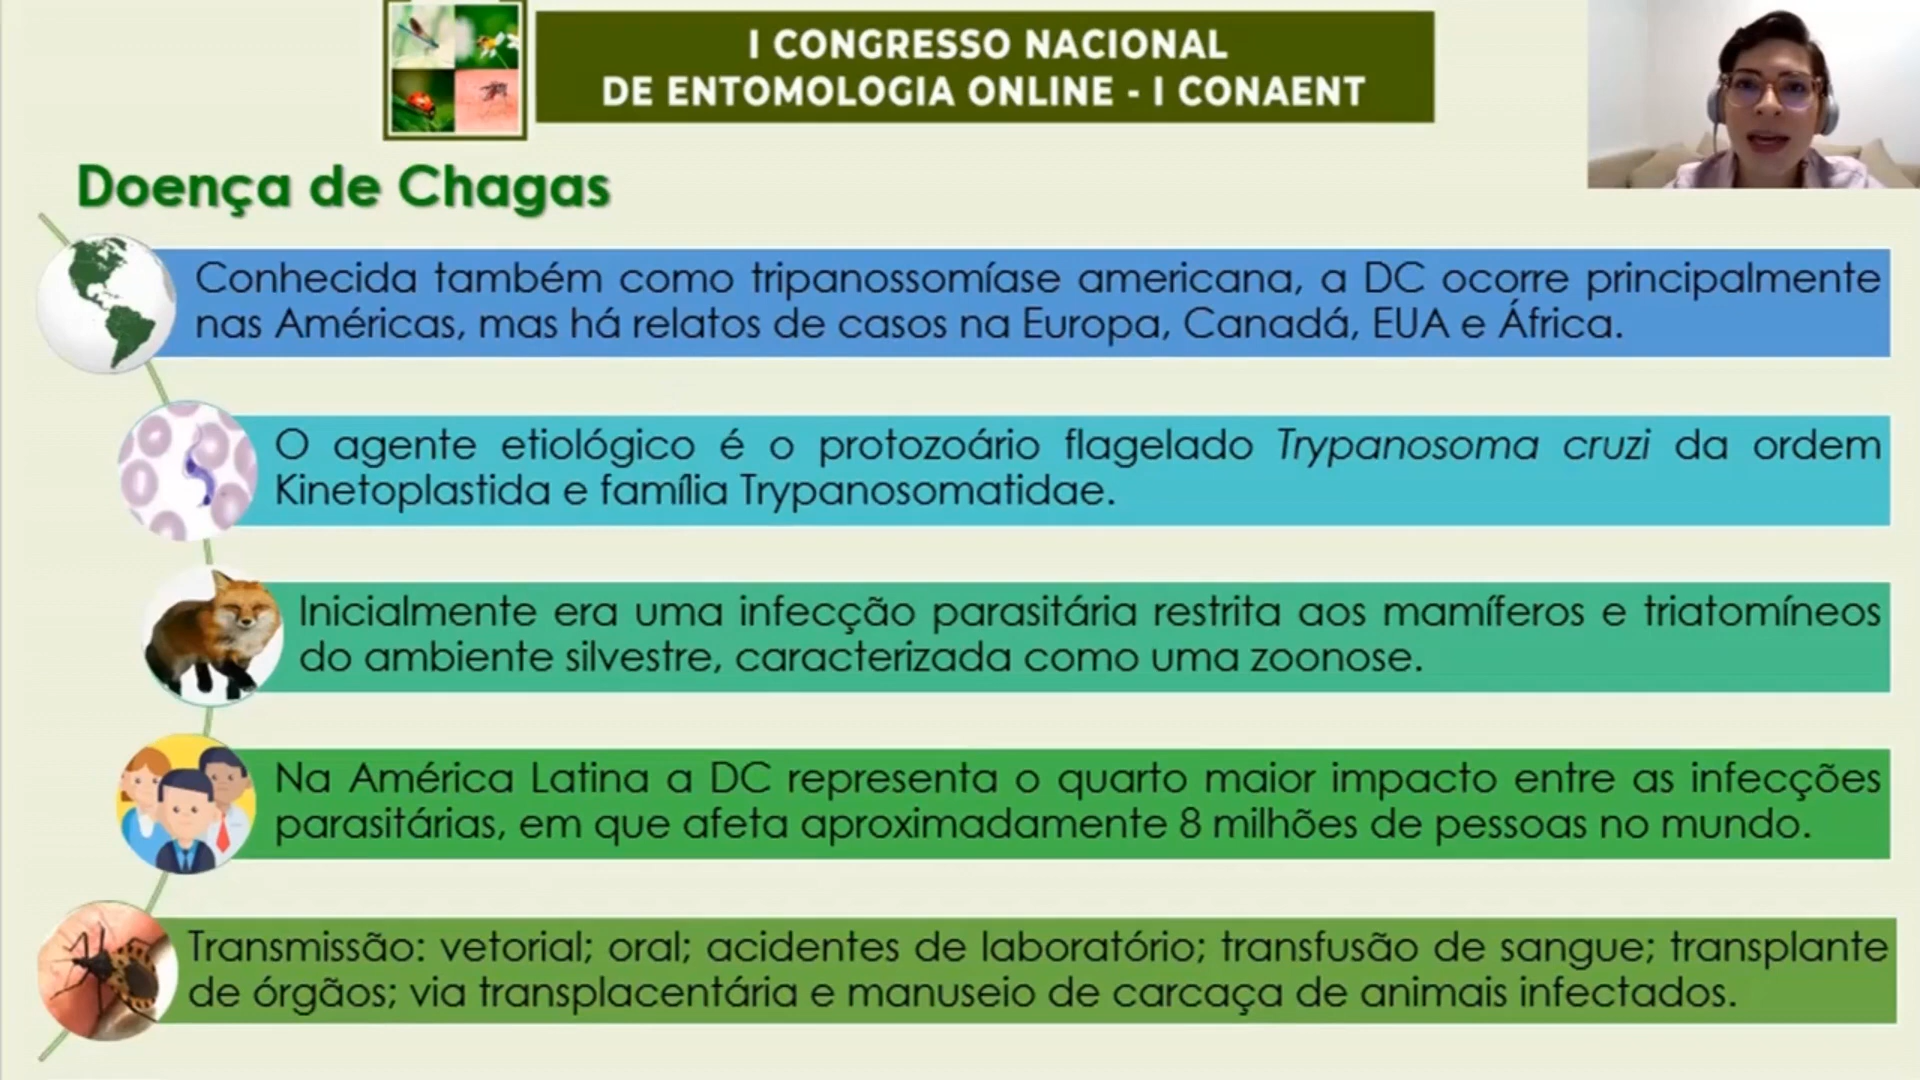 I CONGRESSO NACIONAL
DE ENTOMOLOGIA ONLINE - I CONAENT
Doença de Chagas
Conhecida também como tripanossomíase americana, a DC ocorre principalmente
nas Américas, mas há relatos de casos na Europa, Canadá, EUA e África.
O agente etiológico é o protozoário flagelado Trypanosoma cruzi da ordem
Kinetoplastida e família Trypanosomatidae.
Inicialmente era uma infecção parasitária restrita aos mamíferos e triatomíneos
do ambiente silvestre, caracterizada como uma zoonose.
Na América Latina a DC representa o quarto maior impacto entre as infecções
parasitárias, em que afeta aproximadamente 8 milhões de pessoas no mundo.
Transmissão: vetorial; oral; acidentes de laboratório; transfusão de sangue; transplante
de órgãos; via transplacentária e manuseio de carcaça de animais infectados.